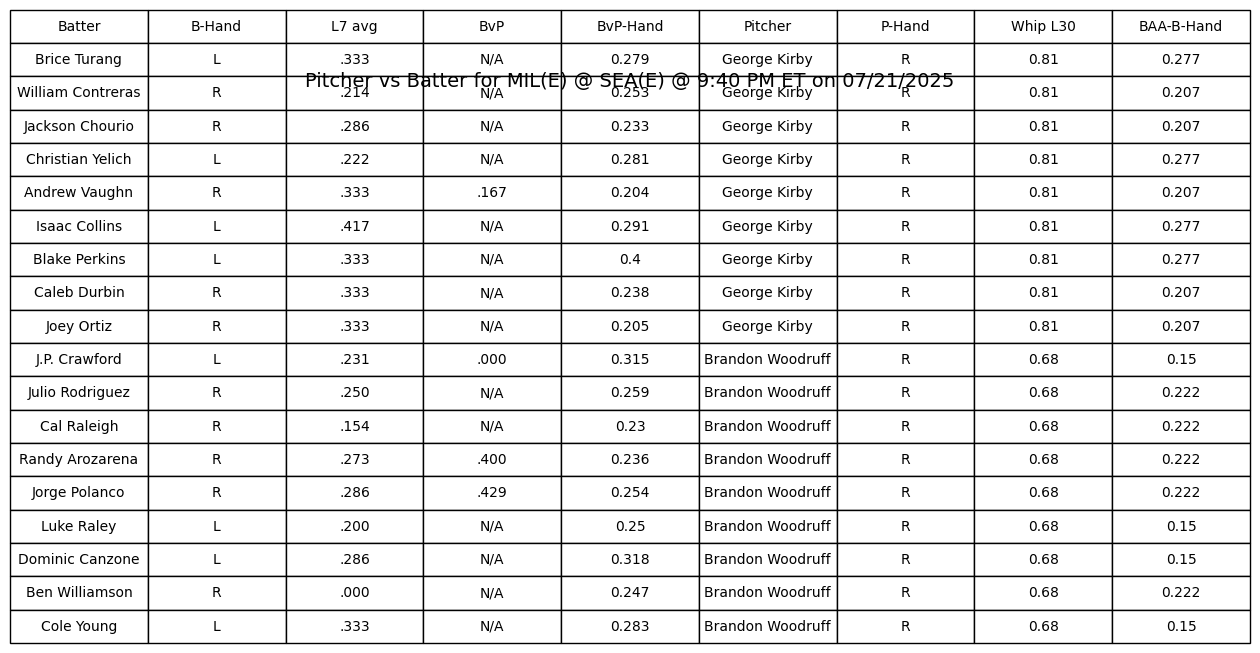 Batter B-Hand L7 avg BvP BvP-Hand Pitcher P-Hand Whip L30 BAA-B-Hand
Brice Turang L .333 N/A 0.279 George Kirby R 0.81 0.277
Pitcher vs Batter for MIL(E) @ SEA(E) @ 9:40 PM ET on 07/21/2025
William Contreras R .214 N/A 0.253 George Kirby R 0.81 0.207
Jackson Chourio R .286 N/A 0.233 George Kirby R 0.81 0.207
Christian Yelich L .222 N/A 0.281 George Kirby R 0.81 0.277
Andrew Vaughn R .333 .167 0.204 George Kirby R 0.81 0.207
Isaac Collins L .417 N/A 0.291 George Kirby R 0.81 0.277
Blake Perkins L .333 N/A 0.4 George Kirby R 0.81 0.277
Caleb Durbin R .333 N/A 0.238 George Kirby R 0.81 0.207
Joey Ortiz R .333 N/A 0.205 George Kirby R 0.81 0.207
J.P. Crawford L .231 .000 0.315 Brandon Woodruff R 0.68 0.15
Julio Rodriguez R .250 N/A 0.259 Brandon Woodruff R 0.68 0.222
Cal Raleigh R .154 N/A 0.23 Brandon Woodruff R 0.68 0.222
Randy Arozarena R .273 .400 0.236 Brandon Woodruff R 0.68 0.222
Jorge Polanco R .286 .429 0.254 Brandon Woodruff R 0.68 0.222
Luke Raley L .200 N/A 0.25 Brandon Woodruff R 0.68 0.15
Dominic Canzone L .286 N/A 0.318 Brandon Woodruff R 0.68 0.15
Ben Williamson R .000 N/A 0.247 Brandon Woodruff R 0.68 0.222
Cole Young L .333 N/A 0.283 Brandon Woodruff R 0.68 0.15